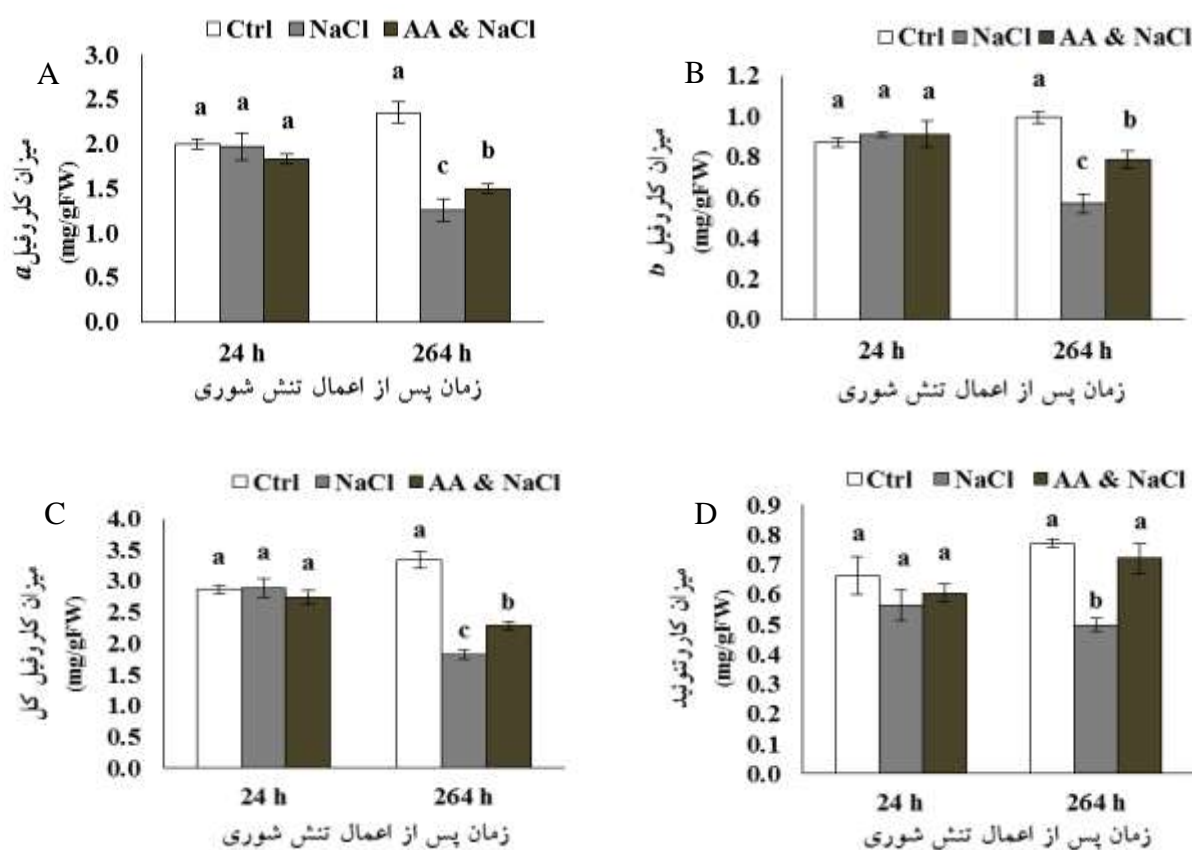 A
Ctrl NaCl AA & NaCl
3.0
2.5
2.0
1.5
1.0
0.5
0.0
میزان کلروفیل a
(mg/gFW)
a a a
a c b
24 h 264 h
زمان پس از اعمال تنش شوری
B
Ctrl NaCl AA & NaCl
1.2
1.0
0.8
0.6
0.4
0.2
0.0
میزان کلروفیل b
(mg/gFW)
a a a
a c b
24 h 264 h
زمان پس از اعمال تنش شوری
C
Ctrl NaCl AA & NaCl
4.0
3.5
3.0
2.5
2.0
1.5
1.0
0.5
0.0
میزان کلروفیل کل
(mg/gFW)
a a a
a c b
24 h 264 h
زمان پس از اعمال تنش شوری
D
Ctrl NaCl AA & NaCl
0.9
0.8
0.7
0.6
0.5
0.4
0.3
0.2
0.1
0.0
میزان کاروتنوئید
(mg/gFW)
a a a
a b a
24 h 264 h
زمان پس از اعمال تنش شوری